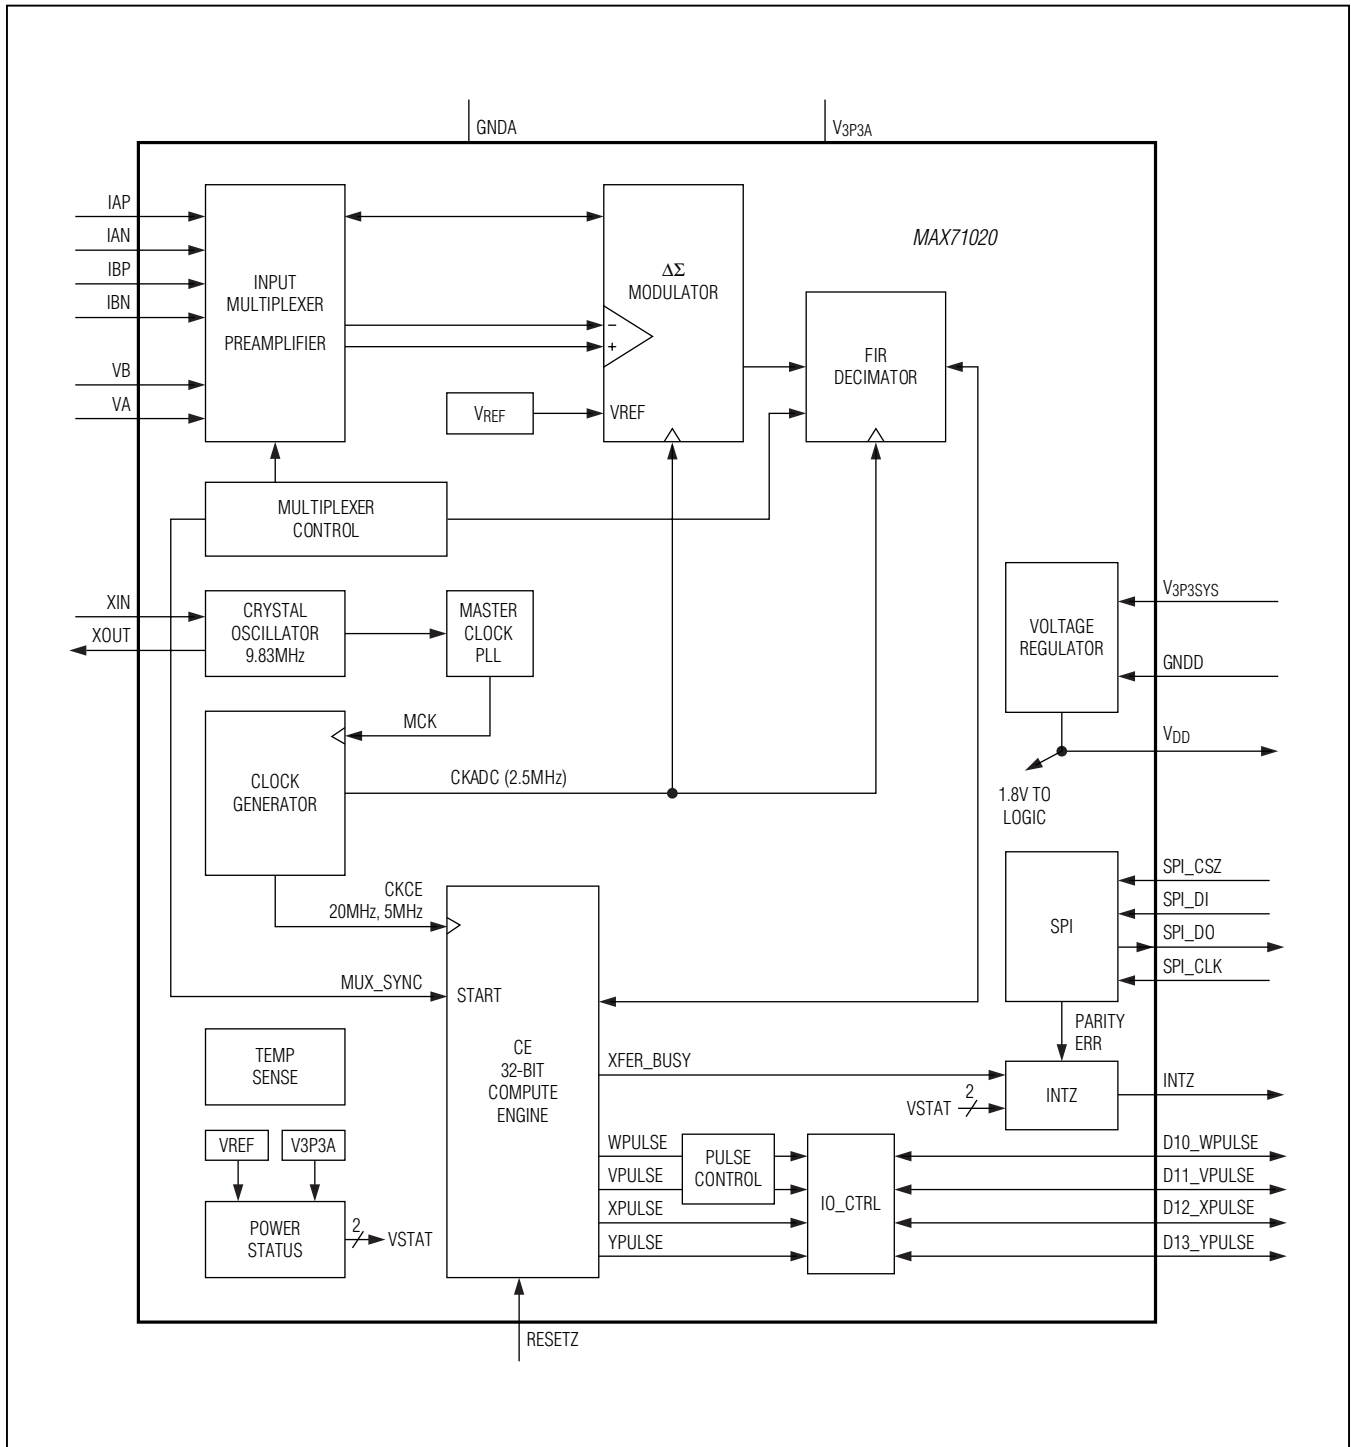 GNDA
V3P3A
IAP
IAN
IBP
IBN
VB
VA
INPUT
MULTIPLEXER
PREAMPLIFIER
ΔΣ
MODULATOR
−
+
VREF
VREF
MAX71020
FIR
DECIMATOR
MULTIPLEXER
CONTROL
XIN
XOUT
CRYSTAL
OSCILLATOR
9.83MHz
MASTER
CLOCK
PLL
MCK
CLOCK
GENERATOR
CKADC (2.5MHz)
VOLTAGE
REGULATOR
V3P3SYS
GNDD
VDD
1.8V TO
LOGIC
CKCE
20MHz, 5MHz
MUX_SYNC
START
CE
32-BIT
COMPUTE
ENGINE
SPI
SPI_CSZ
SPI_DI
SPI_DO
SPI_CLK
PARITY
ERR
XFER_BUSY
VSTAT
2
INTZ
INTZ
TEMP
SENSE
VREF
V3P3A
POWER
STATUS
2
VSTAT
WPULSE
VPULSE
XPULSE
YPULSE
PULSE
CONTROL
IO_CTRL
D10_WPULSE
D11_VPULSE
D12_XPULSE
D13_YPULSE
RESETZ